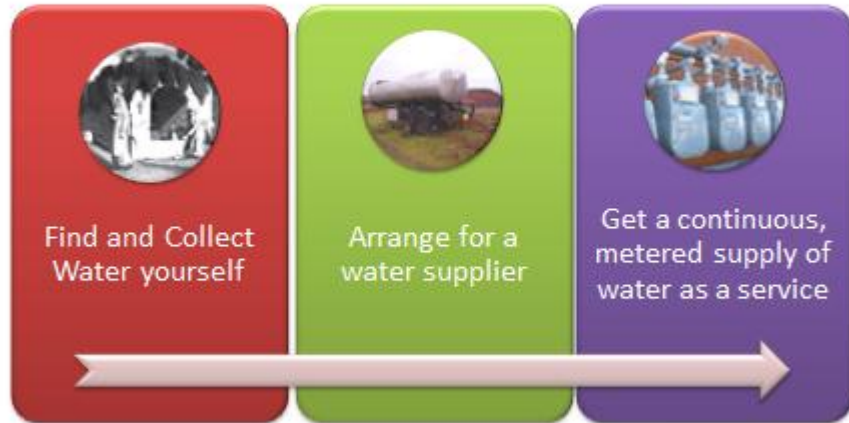 Find and Collect
Water yourself
Arrange for a
water supplier
Get a continuous,
metered supply of
water as a service